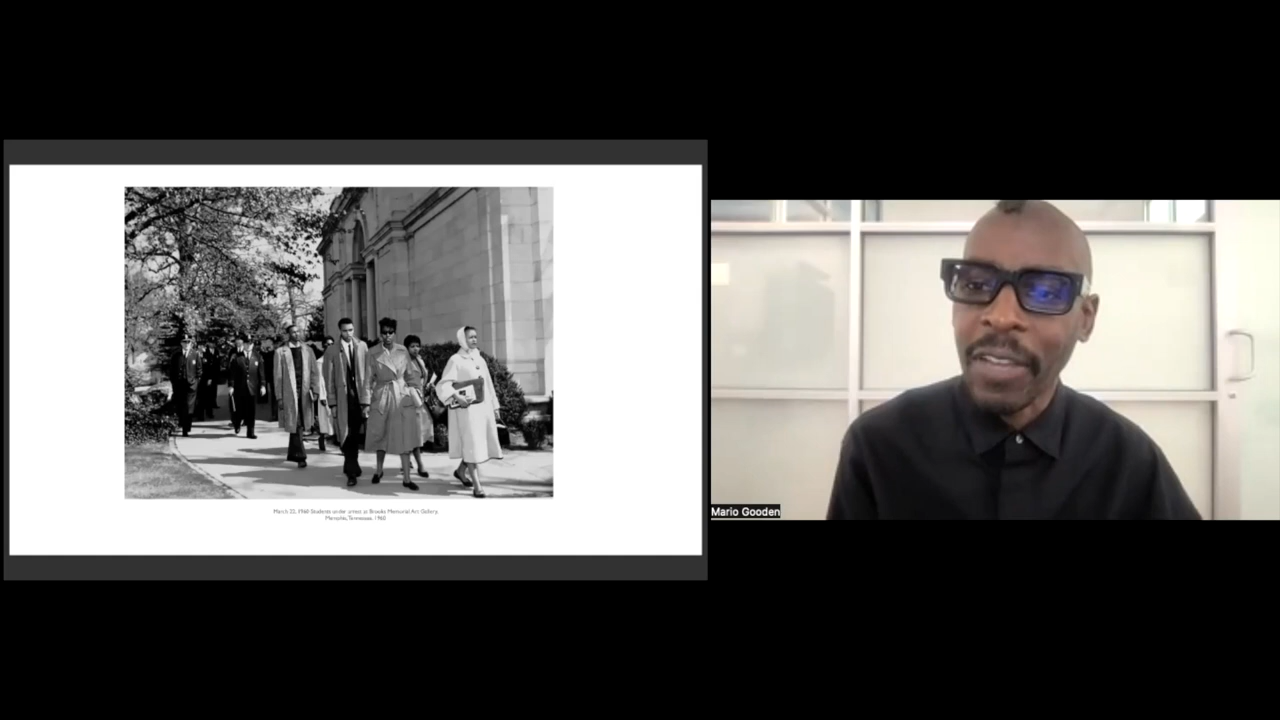 March 22, 1960 Students under arrest at Brooks Memorial Art Gallery,
Memphis, Tennessee. 1960
Mario Gooden